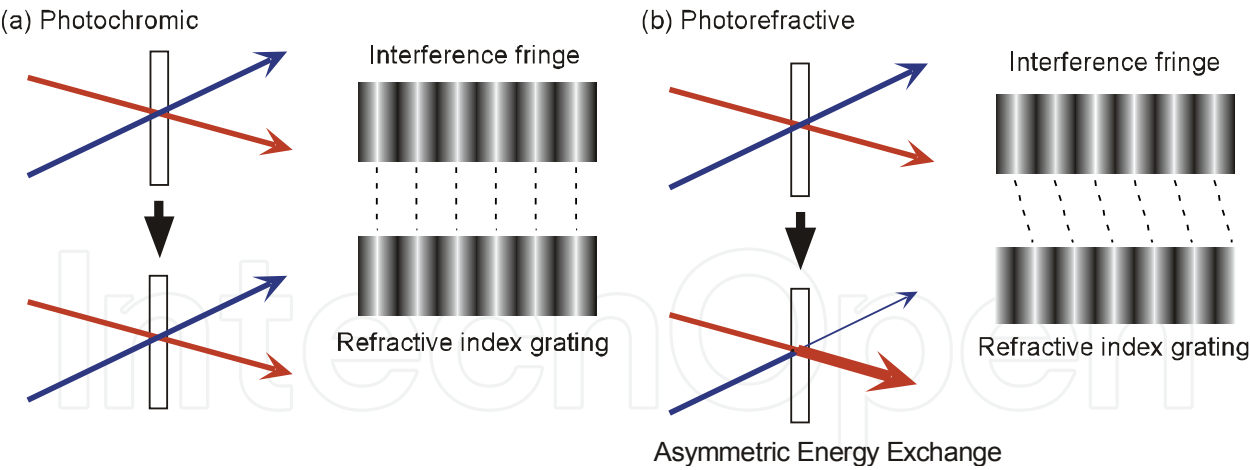 (a) Photochromic
Interference fringe
Refractive index grating
(b) Photorefractive
Interference fringe
Refractive index grating
Asymmetric Energy Exchange
IntechOpen